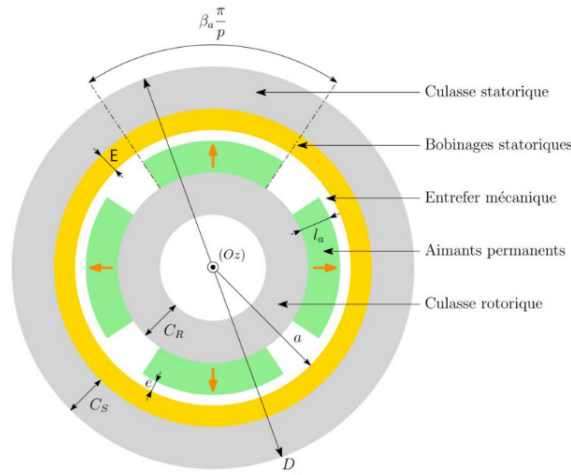 β_a π/p
Culasse statorique
Bobinages statoriques
E
Entrefer mécanique
l_a
Aimants permanents
(Oz)
Culasse rotorique
C_R
a
e
C_S
D